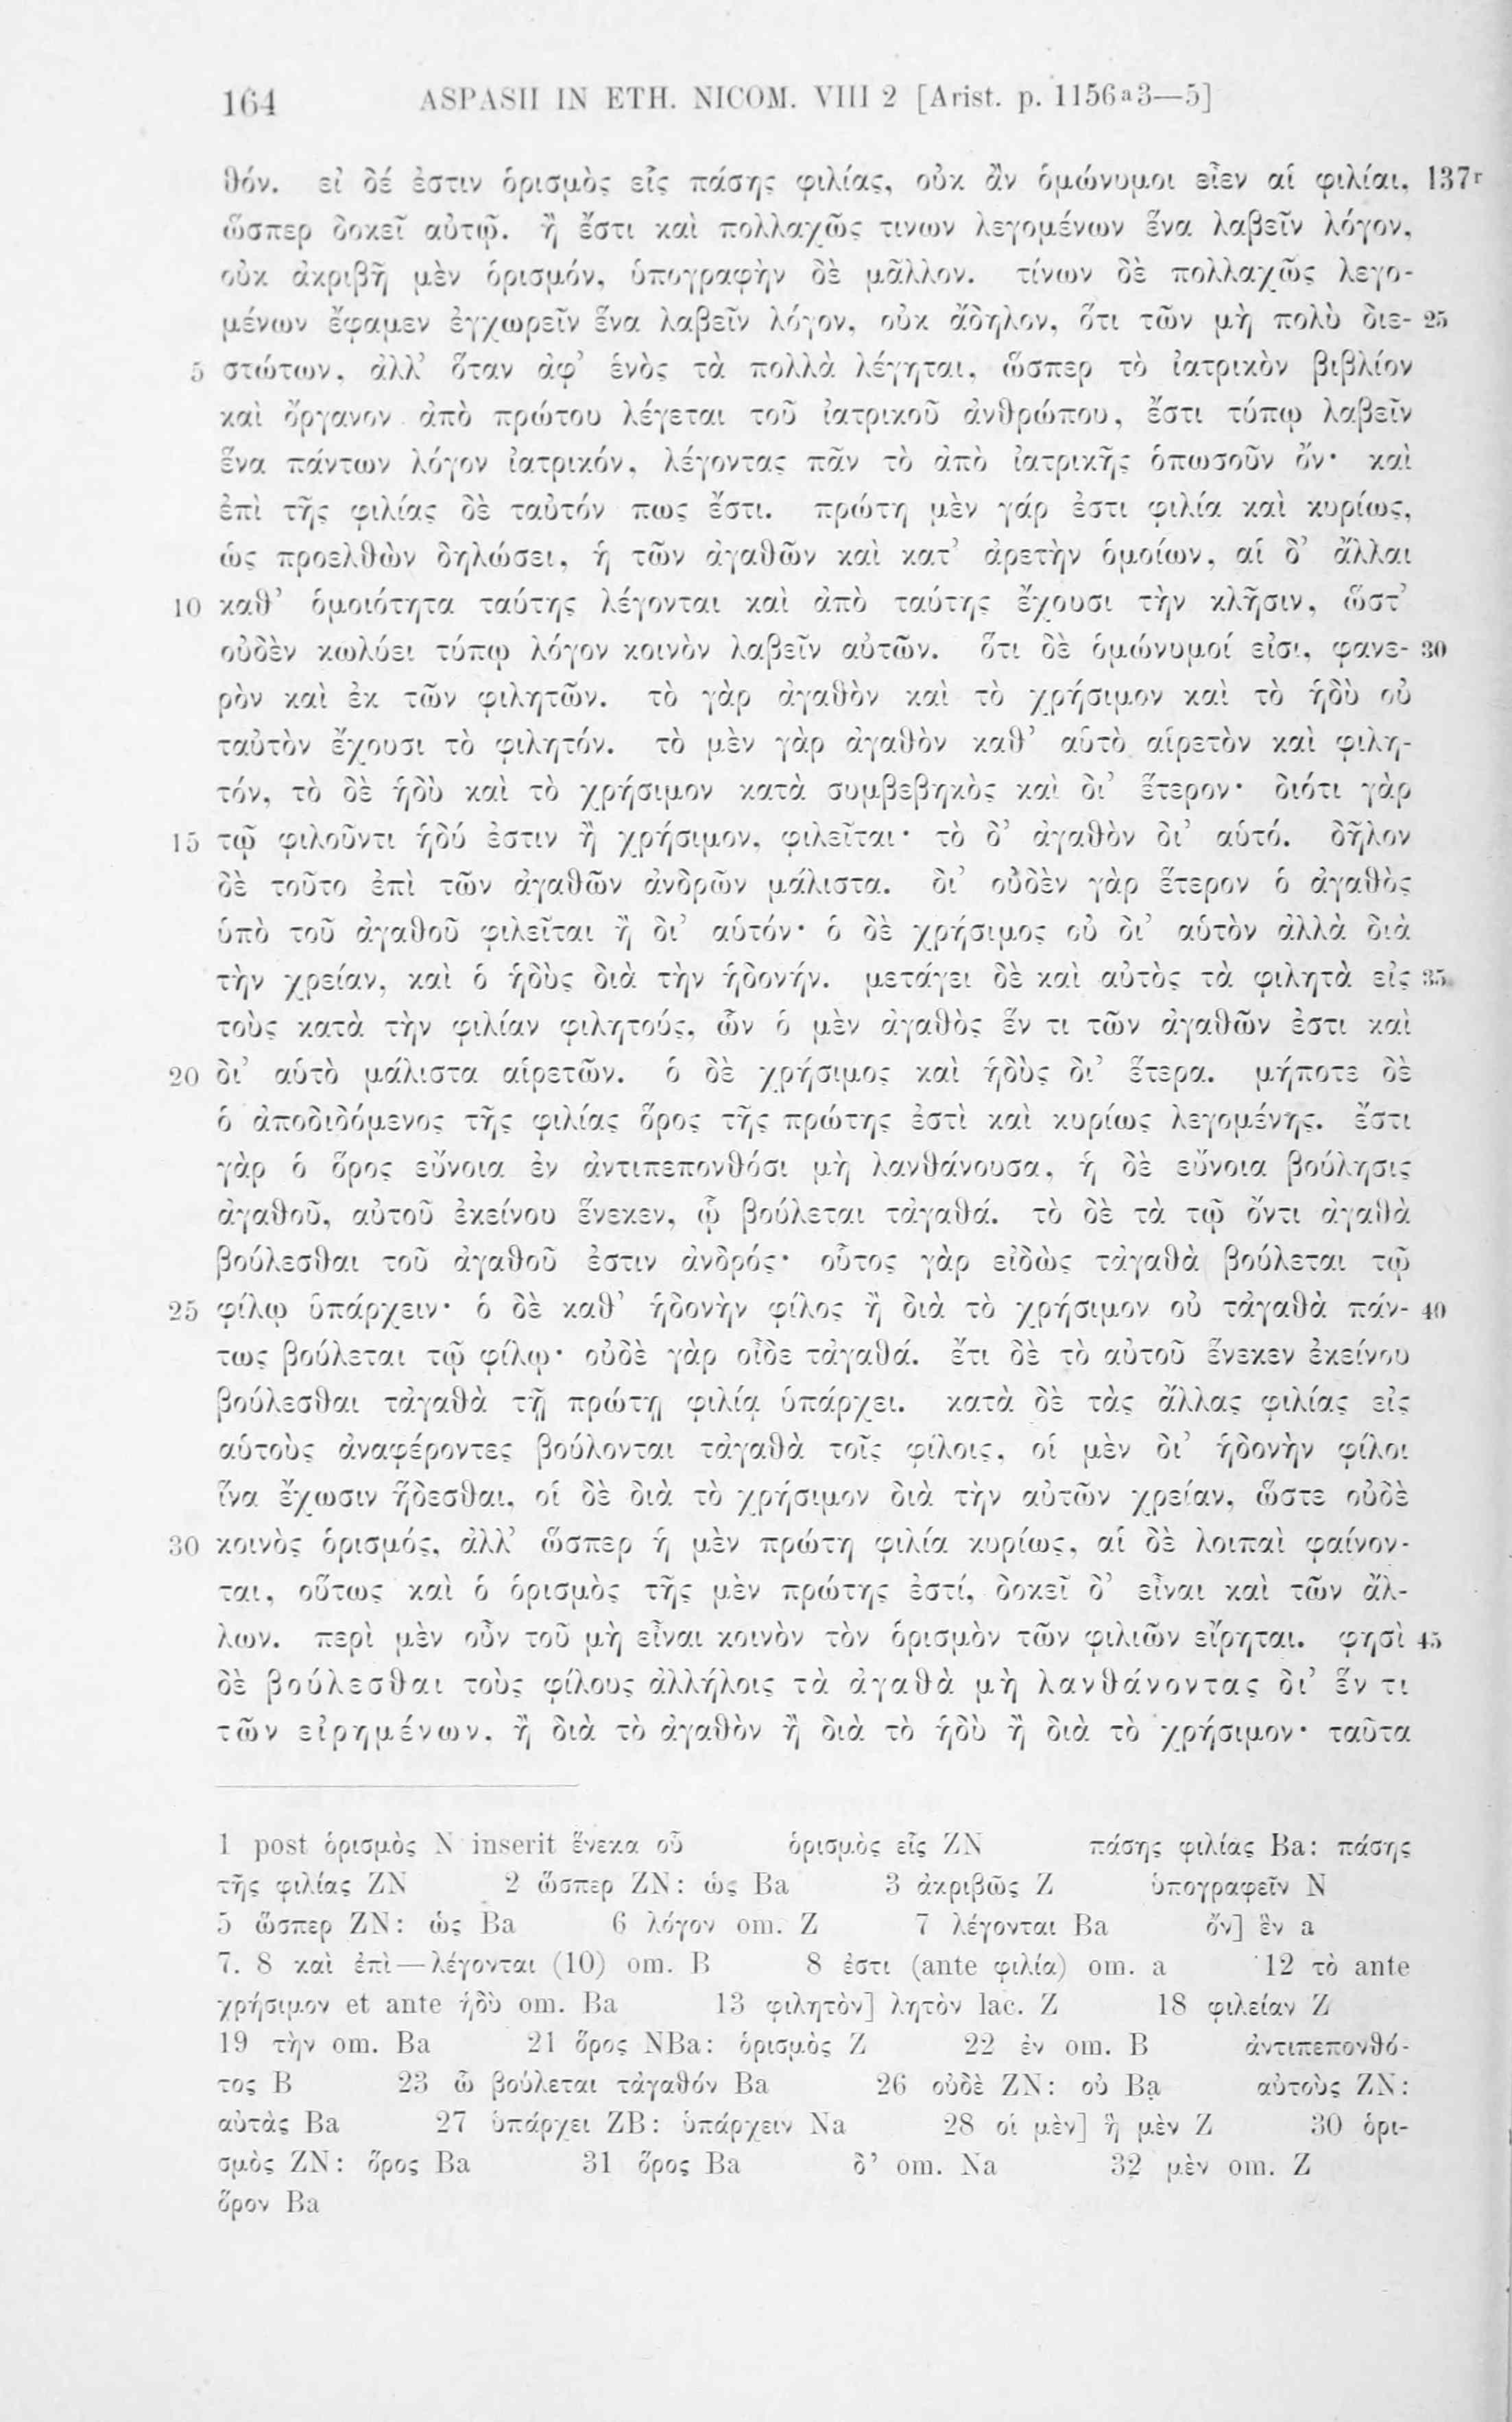 164 ASPASII IN ETH. NICOM. VIII 2 [Arist. p. 1156a3—5]
θόν. εἰ δέ ἐστιν ὁρισμὸς εἷς πάσης φιλίας, οὐκ ἂν ὁμώνυμοι εἶεν αἱ φιλίαι, 137r
ὥσπερ δοκεῖ αὐτῷ. ἢ ἔστι καὶ πολλαχῶς τινων λεγομένων ἕνα λαβεῖν λόγον,
οὐκ ἀκριβῆ μὲν ὁρισμόν, ὑπογραφὴν δὲ μᾶλλον. τίνων δὲ πολλαχῶς λεγο-
μένων ἔφαμεν ἐγχωρεῖν ἕνα λαβεῖν λόγον, οὐκ ἄδηλον, ὅτι τῶν μὴ πολὺ διε- 25
5 στώτων, ἀλλ’ ὅταν ἀφ’ ἑνὸς τὰ πολλὰ λέγηται, ὥσπερ τὸ ἰατρικὸν βιβλίον
καὶ ὄργανον ἀπὸ πρώτου λέγεται τοῦ ἰατρικοῦ ἀνθρώπου, ἔστι τύπῳ λαβεῖν
ἕνα πάντων λόγον ἰατρικόν, λέγοντας πᾶν τὸ ἀπὸ ἰατρικῆς ὁπωσοῦν ὄν· καὶ
ἐπὶ τῆς φιλίας δὲ ταὐτόν πως ἔστι. πρώτη μὲν γάρ ἐστι φιλία καὶ κυρίως,
ὡς προελθὼν δηλώσει, ἡ τῶν ἀγαθῶν καὶ κατ’ ἀρετὴν ὁμοίων, αἱ δ’ ἄλλαι
10 καθ’ ὁμοιότητα ταύτης λέγονται καὶ ἀπὸ ταύτης ἔχουσι τὴν κλῆσιν, ὥστ’
οὐδὲν κωλύει τύπῳ λόγον κοινὸν λαβεῖν αὐτῶν. ὅτι δὲ ὁμώνυμοί εἰσι, φανε- 30
ρὸν καὶ ἐκ τῶν φιλητῶν. τὸ γὰρ ἀγαθὸν καὶ τὸ χρήσιμον καὶ τὸ ἡδὺ οὐ
ταὐτὸν ἔχουσι τὸ φιλητόν. τὸ μὲν γὰρ ἀγαθὸν καθ’ αὑτὸ αἱρετὸν καὶ φιλη-
τόν, τὸ δὲ ἡδὺ καὶ τὸ χρήσιμον κατὰ συμβεβηκὸς καὶ δι’ ἕτερον· διότι γὰρ
15 τῷ φιλοῦντι ἡδύ ἐστιν ἢ χρήσιμον, φιλεῖται· τὸ δ’ ἀγαθὸν δι’ αὑτό. δῆλον
δὲ τοῦτο ἐπὶ τῶν ἀγαθῶν ἀνδρῶν μάλιστα. δι’ οὐδὲν γὰρ ἕτερον ὁ ἀγαθὸς
ὑπὸ τοῦ ἀγαθοῦ φιλεῖται ἢ δι’ αὑτόν· ὁ δὲ χρήσιμος οὐ δι’ αὑτὸν ἀλλὰ διὰ
τὴν χρείαν, καὶ ὁ ἡδὺς διὰ τὴν ἡδονήν. μετάγει δὲ καὶ αὐτὸς τὰ φιλητὰ εἰς 35
τοὺς κατὰ τὴν φιλίαν φιλητούς, ὧν ὁ μὲν ἀγαθὸς ἕν τι τῶν ἀγαθῶν ἐστι καὶ
20 δι’ αὑτὸ μάλιστα αἱρετῶν. ὁ δὲ χρήσιμος καὶ ἡδὺς δι’ ἕτερα. μήποτε δὲ
ὁ ἀποδιδόμενος τῆς φιλίας ὅρος τῆς πρώτης ἐστὶ καὶ κυρίως λεγομένης. ἔστι
γὰρ ὁ ὅρος εὔνοια ἐν ἀντιπεπονθόσι μὴ λανθάνουσα, ἡ δὲ εὔνοια βούλησις
ἀγαθοῦ, αὐτοῦ ἐκείνου ἕνεκεν, ᾧ βούλεται τἀγαθά. τὸ δὲ τὰ τῷ ὄντι ἀγαθὰ
βούλεσθαι τοῦ ἀγαθοῦ ἐστιν ἀνδρός· οὗτος γὰρ εἰδὼς τἀγαθὰ βούλεται τῷ
25 φίλῳ ὑπάρχειν· ὁ δὲ καθ’ ἡδονὴν φίλος ἢ διὰ τὸ χρήσιμον οὐ τἀγαθὰ πάν- 40
τως βούλεται τῷ φίλῳ· οὐδὲ γὰρ οἶδε τἀγαθά. ἔτι δὲ τὸ αὐτοῦ ἕνεκεν ἐκείνου
βούλεσθαι τἀγαθὰ τῇ πρώτῃ φιλίᾳ ὑπάρχει. κατὰ δὲ τὰς ἄλλας φιλίας εἰς
αὑτοὺς ἀναφέροντες βούλονται τἀγαθὰ τοῖς φίλοις, οἱ μὲν δι’ ἡδονὴν φίλοι
ἵνα ἔχωσιν ἥδεσθαι, οἱ δὲ διὰ τὸ χρήσιμον διὰ τὴν αὑτῶν χρείαν, ὥστε οὐδὲ
30 κοινὸς ὁρισμός, ἀλλ’ ὥσπερ ἡ μὲν πρώτη φιλία κυρίως, αἱ δὲ λοιπαὶ φαίνον-
ται, οὕτως καὶ ὁ ὁρισμὸς τῆς μὲν πρώτης ἐστί, δοκεῖ δ’ εἶναι καὶ τῶν ἄλ-
λων. περὶ μὲν οὖν τοῦ μὴ εἶναι κοινὸν τὸν ὁρισμὸν τῶν φιλιῶν εἴρηται. φησὶ 45
δὲ βούλεσθαι τοὺς φίλους ἀλλήλοις τὰ ἀγαθὰ μὴ λανθάνοντας δι’ ἕν τι
τῶν εἰρημένων, ἢ διὰ τὸ ἀγαθὸν ἢ διὰ τὸ ἡδὺ ἢ διὰ τὸ χρήσιμον· ταῦτα
1 post ὁρισμὸς N inserit ἕνεκα οὗ ὁρισμὸς εἷς ZN πάσης φιλίας Ba: πάσης
τῆς φιλίας ZN 2 ὥσπερ ZN: ὡς Ba 3 ἀκριβῶς Z ὑπογραφεῖν N
5 ὥσπερ ZN: ὡς Ba 6 λόγον om. Z 7 λέγονται Ba ὄν] ἓν a
7. 8 καὶ ἐπὶ—λέγονται (10) om. B 8 ἐστι (ante φιλία) om. a 12 τὸ ante
χρήσιμον et ante ἡδὺ om. Ba 13 φιλητὸν] λητὸν lac. Z 18 φιλείαν Z
19 τὴν om. Ba 21 ὅρος NBa: ὁρισμὸς Z 22 ἐν om. B ἀντιπεπονθό-
τος B 23 ὧ βούλεται τἀγαθόν Ba 26 οὐδὲ ZN: οὐ Ba αὐτοὺς ZN:
αὐτὰς Ba 27 ὑπάρχει ZB: ὑπάρχειν Na 28 οἱ μὲν] ἢ μὲν Z 30 ὁρι-
σμὸς ZN: ὅρος Ba 31 ὅρος Ba δ’ om. Na 32 μὲν om. Z
ὅρον Ba